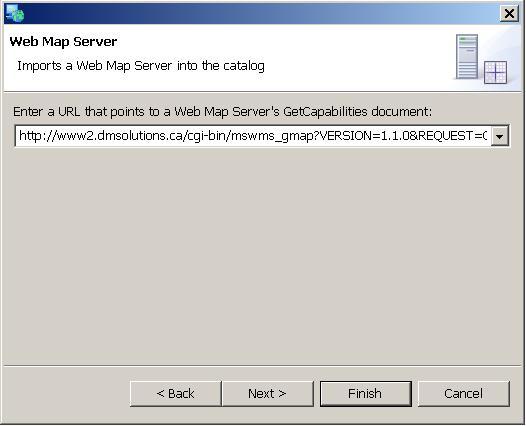 Web Map Server
Imports a Web Map Server into the catalog
Enter a URL that points to a Web Map Server's GetCapabilities document:
http://www2.dmsolutions.ca/cgi-bin/mswms_gmap?VERSION=1.1.0&REQUEST=
< Back
Next >
Finish
Cancel